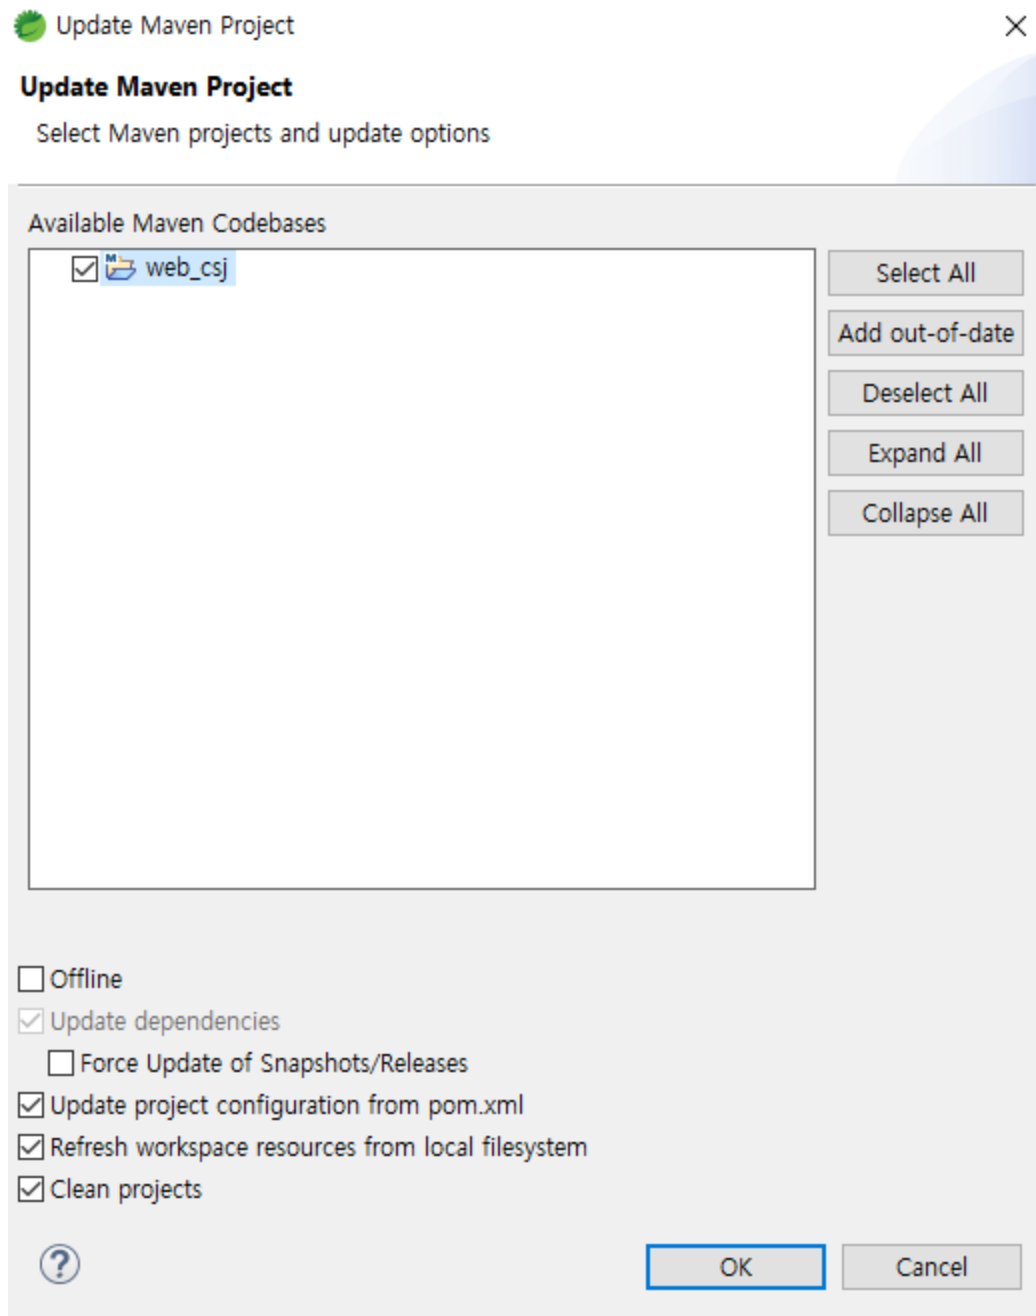 Update Maven Project
Update Maven Project
Select Maven projects and update options
Available Maven Codebases
web_csj
Select All
Add out-of-date
Deselect All
Expand All
Collapse All
Offline
Update dependencies
Force Update of Snapshots/Releases
Update project configuration from pom.xml
Refresh workspace resources from local filesystem
Clean projects
?
OK
Cancel